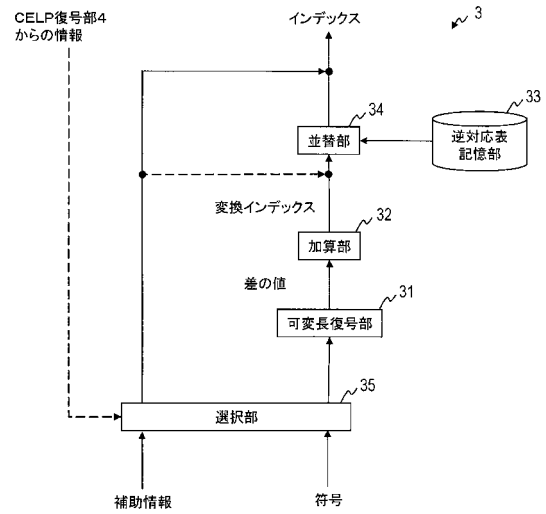 CELP復号部4
からの情報
インデックス
3
34
並替部
33
逆対応表
記憶部
変換インデックス
32
加算部
差の値
31
可変長復号部
35
選択部
補助情報
符号